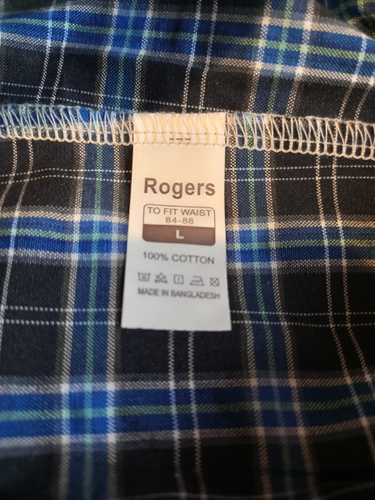 Rogers
TO FIT WAIST
84-88
L
100% COTTON
MADE IN BANGLADESH